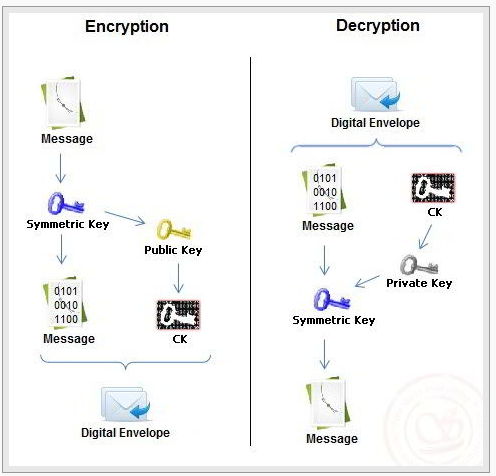 Encryption
Message
Symmetric Key
Public Key
0101
0010
1100
Message
CK
Digital Envelope
Decryption
Digital Envelope
0101
0010
1100
Message
CK
Private Key
Symmetric Key
Message